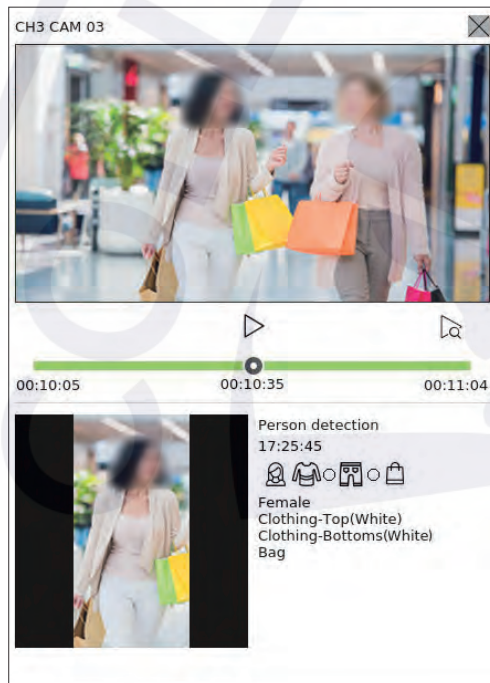 CH3 CAM 03
00:10:05 00:10:35 00:11:04
Person detection
17:25:45
Female
Clothing-Top(White)
Clothing-Bottoms(White)
Bag